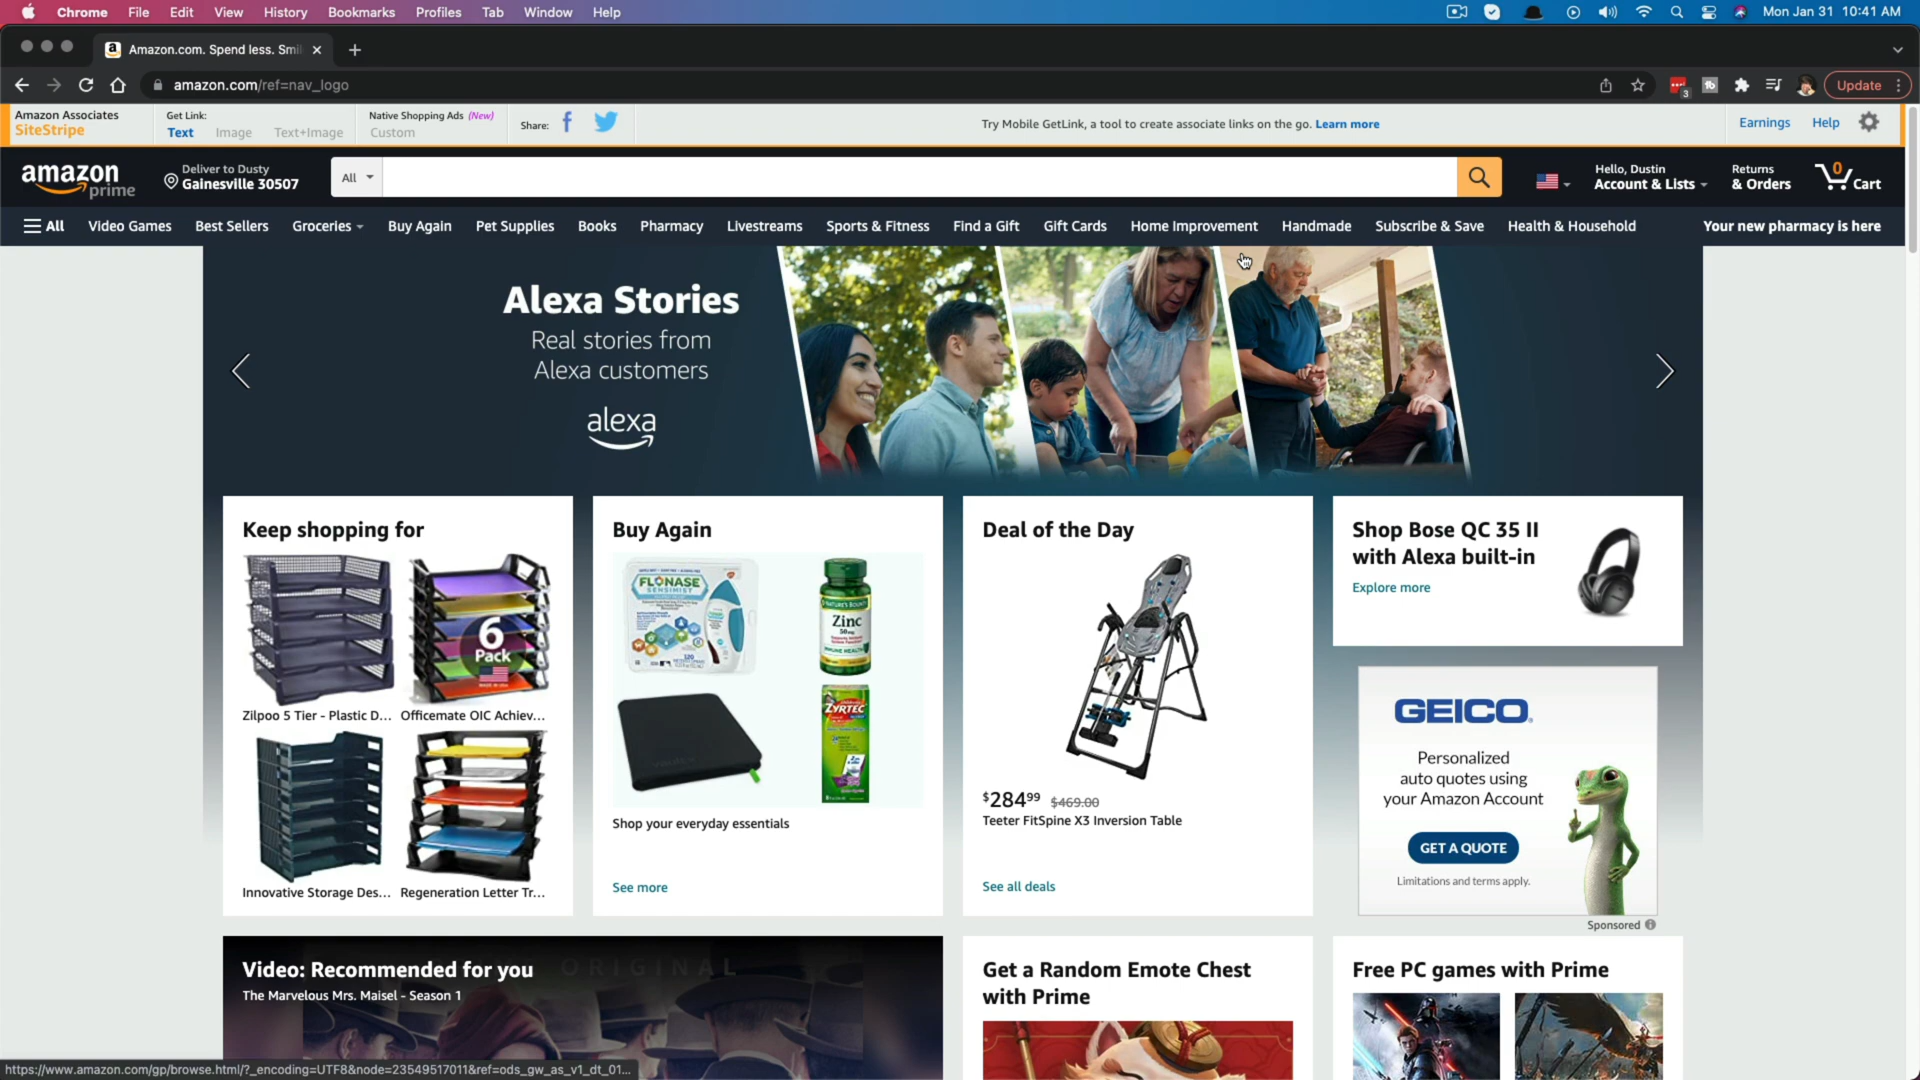 Chrome File Edit View History Bookmarks Profiles Tab Window Help
Mon Jan 31 10:41 AM
Amazon.com. Spend less. Smi
amazon.com/ref=nav_logo
3
Update
Amazon Associates
SiteStripe
Get Link:
Text Image Text+Image
Native Shopping Ads (New)
Custom
Share:
Try Mobile GetLink, a tool to create associate links on the go. Learn more
Earnings Help
amazon
prime
Deliver to Dusty
Gainesville 30507
All
Hello, Dustin
Account & Lists
Returns
& Orders
0
Cart
All Video Games Best Sellers Groceries Buy Again Pet Supplies Books Pharmacy Livestreams Sports & Fitness Find a Gift Gift Cards Home Improvement Handmade Subscribe & Save Health & Household Your new pharmacy is here
Alexa Stories
Real stories from
Alexa customers
alexa
Keep shopping for
6
Pack
Zilpoo 5 Tier - Plastic D...
Officemate OIC Achiev...
Innovative Storage Des...
Regeneration Letter Tr...
Buy Again
FLONASE
SENSIMIST
NATURE'S BOUNTY
Zinc
50mg
IMMUNE HEALTH
ZYRTEC
Shop your everyday essentials
See more
Deal of the Day
$284.99 $469.00
Teeter FitSpine X3 Inversion Table
See all deals
Shop Bose QC 35 II
with Alexa built-in
Explore more
GEICO
Personalized
auto quotes using
your Amazon Account
GET A QUOTE
Limitations and terms apply.
Sponsored
Video: Recommended for you
ORIGINAL
The Marvelous Mrs. Maisel - Season 1
Get a Random Emote Chest
with Prime
Free PC games with Prime
https://www.amazon.com/gp/browse.html/?_encoding=UTF8&node=23549517011&ref=ods_gw_as_v1_dt_01...